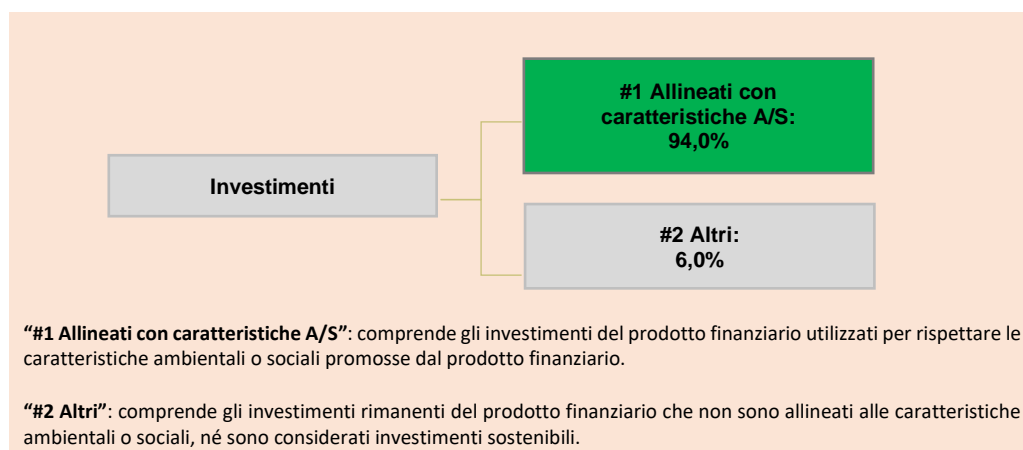 #1 Allineati con
caratteristiche A/S:
94,0%
Investimenti
#2 Altri:
6,0%
“#1 Allineati con caratteristiche A/S”: comprende gli investimenti del prodotto finanziario utilizzati per rispettare le
caratteristiche ambientali o sociali promosse dal prodotto finanziario.
“#2 Altri”: comprende gli investimenti rimanenti del prodotto finanziario che non sono allineati alle caratteristiche
ambientali o sociali, né sono considerati investimenti sostenibili.